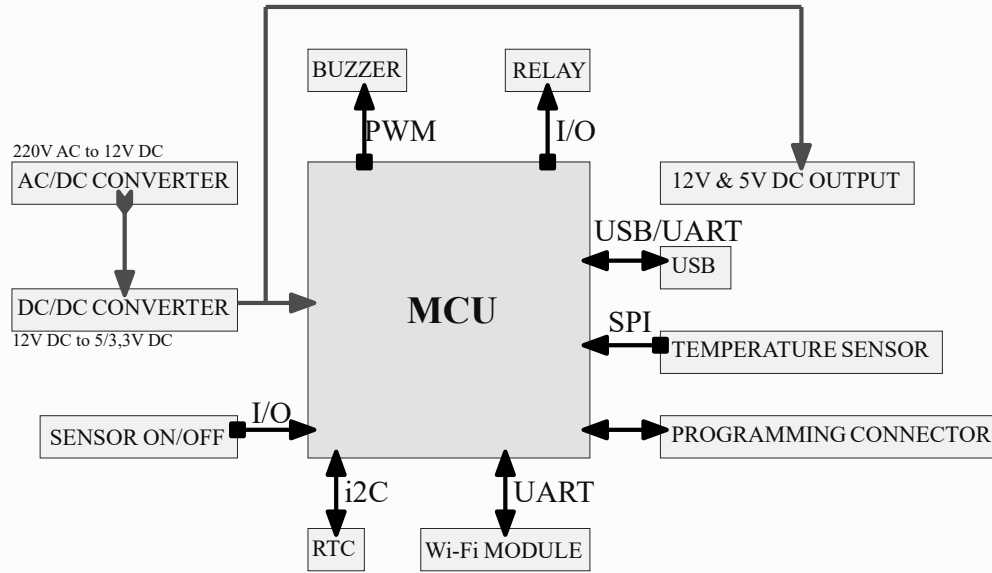 BUZZER
RELAY
PWM
I/O
220V AC to 12V DC
AC/DC CONVERTER
12V & 5V DC OUTPUT
USB/UART
USB
DC/DC CONVERTER
12V DC to 5/3,3V DC
MCU
SPI
TEMPERATURE SENSOR
I/O
SENSOR ON/OFF
PROGRAMMING CONNECTOR
i2C
UART
RTC
Wi-Fi MODULE